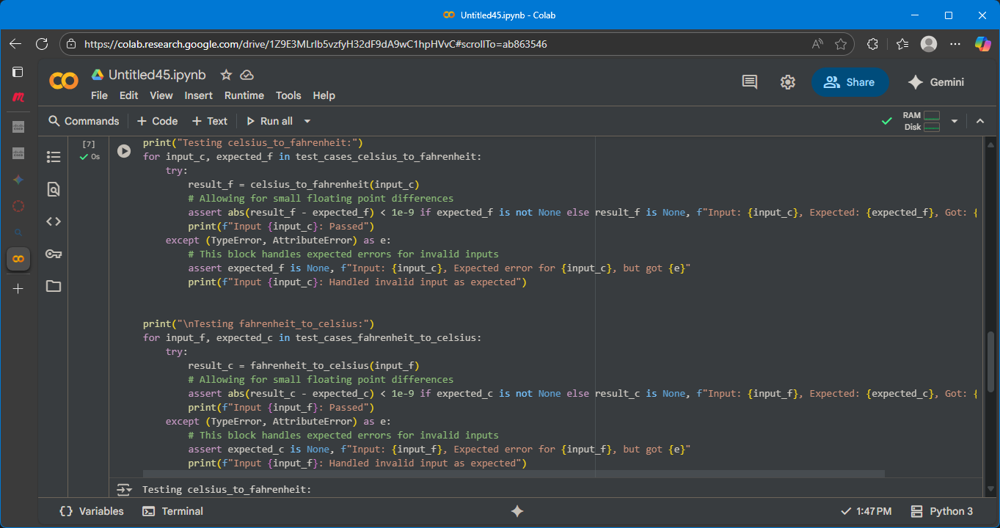 Untitled45.ipynb - Colab
https://colab.research.google.com/drive/1Z9E3MLrlb5vzfyH32dF9dA9wC1hpHVvC#scrollTo=ab863546
Untitled45.ipynb
File Edit View Insert Runtime Tools Help
Share
Gemini
Commands + Code + Text Run all
RAM
Disk
[7]
0s
print("Testing celsius_to_fahrenheit:")
for input_c, expected_f in test_cases_celsius_to_fahrenheit:
    try:
        result_f = celsius_to_fahrenheit(input_c)
        # Allowing for small floating point differences
        assert abs(result_f - expected_f) < 1e-9 if expected_f is not None else result_f is None, f"Input: {input_c}, Expected: {expected_f}, Got: {
        print(f"Input {input_c}: Passed")
    except (TypeError, AttributeError) as e:
        # This block handles expected errors for invalid inputs
        assert expected_f is None, f"Input: {input_c}, Expected error for {input_c}, but got {e}"
        print(f"Input {input_c}: Handled invalid input as expected")
print("\nTesting fahrenheit_to_celsius:")
for input_f, expected_c in test_cases_fahrenheit_to_celsius:
    try:
        result_c = fahrenheit_to_celsius(input_f)
        # Allowing for small floating point differences
        assert abs(result_c - expected_c) < 1e-9 if expected_c is not None else result_c is None, f"Input: {input_f}, Expected: {expected_c}, Got: {
        print(f"Input {input_f}: Passed")
    except (TypeError, AttributeError) as e:
        # This block handles expected errors for invalid inputs
        assert expected_c is None, f"Input: {input_f}, Expected error for {input_f}, but got {e}"
        print(f"Input {input_f}: Handled invalid input as expected")
Testing celsius_to_fahrenheit:
Variables Terminal 1:47 PM Python 3